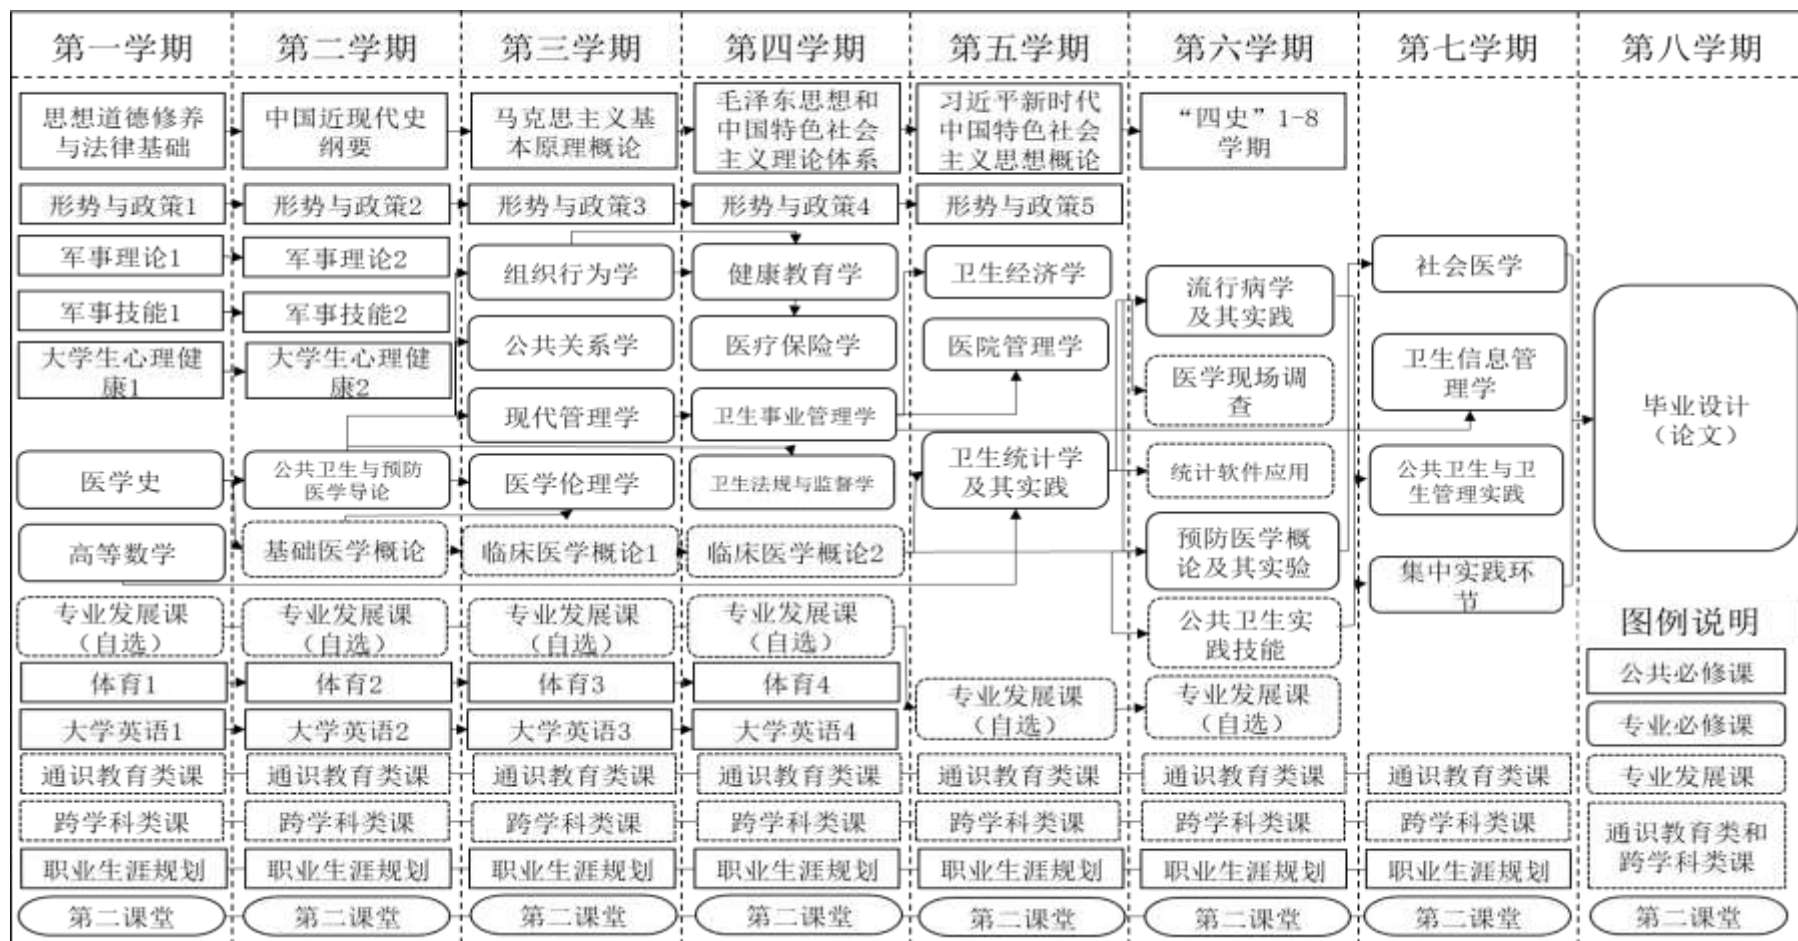 第一学期
第二学期
第三学期
第四学期
第五学期
第六学期
第七学期
第八学期
思想道德修养
与法律基础
中国近现代史
纲要
马克思主义基
本原理概论
毛泽东思想和
中国特色社会
主义理论体系
习近平新时代
中国特色社会
主义思想概论
“四史”1-8
学期
形势与政策1
形势与政策2
形势与政策3
形势与政策4
形势与政策5
军事理论1
军事理论2
组织行为学
健康教育学
卫生经济学
流行病学
及其实践
社会医学
军事技能1
军事技能2
公共关系学
医疗保险学
医院管理学
医学现场调
查
卫生信息管
理学
大学生心理健
康1
大学生心理健
康2
现代管理学
卫生事业管理学
毕业设计
（论文）
医学史
公共卫生与预防
医学导论
医学伦理学
卫生法规与监督学
卫生统计学
及其实践
统计软件应用
公共卫生与卫
生管理实践
高等数学
基础医学概论
临床医学概论1
临床医学概论2
预防医学概
论及其实验
集中实践环
节
专业发展课
（自选）
专业发展课
（自选）
专业发展课
（自选）
专业发展课
（自选）
公共卫生实
践技能
图例说明
体育1
体育2
体育3
体育4
专业发展课
（自选）
专业发展课
（自选）
公共必修课
大学英语1
大学英语2
大学英语3
大学英语4
专业必修课
通识教育类课
通识教育类课
通识教育类课
通识教育类课
通识教育类课
通识教育类课
通识教育类课
专业发展课
跨学科类课
跨学科类课
跨学科类课
跨学科类课
跨学科类课
跨学科类课
跨学科类课
通识教育类和
跨学科类课
职业生涯规划
职业生涯规划
职业生涯规划
职业生涯规划
职业生涯规划
职业生涯规划
职业生涯规划
第二课堂
第二课堂
第二课堂
第二课堂
第二课堂
第二课堂
第二课堂
第二课堂